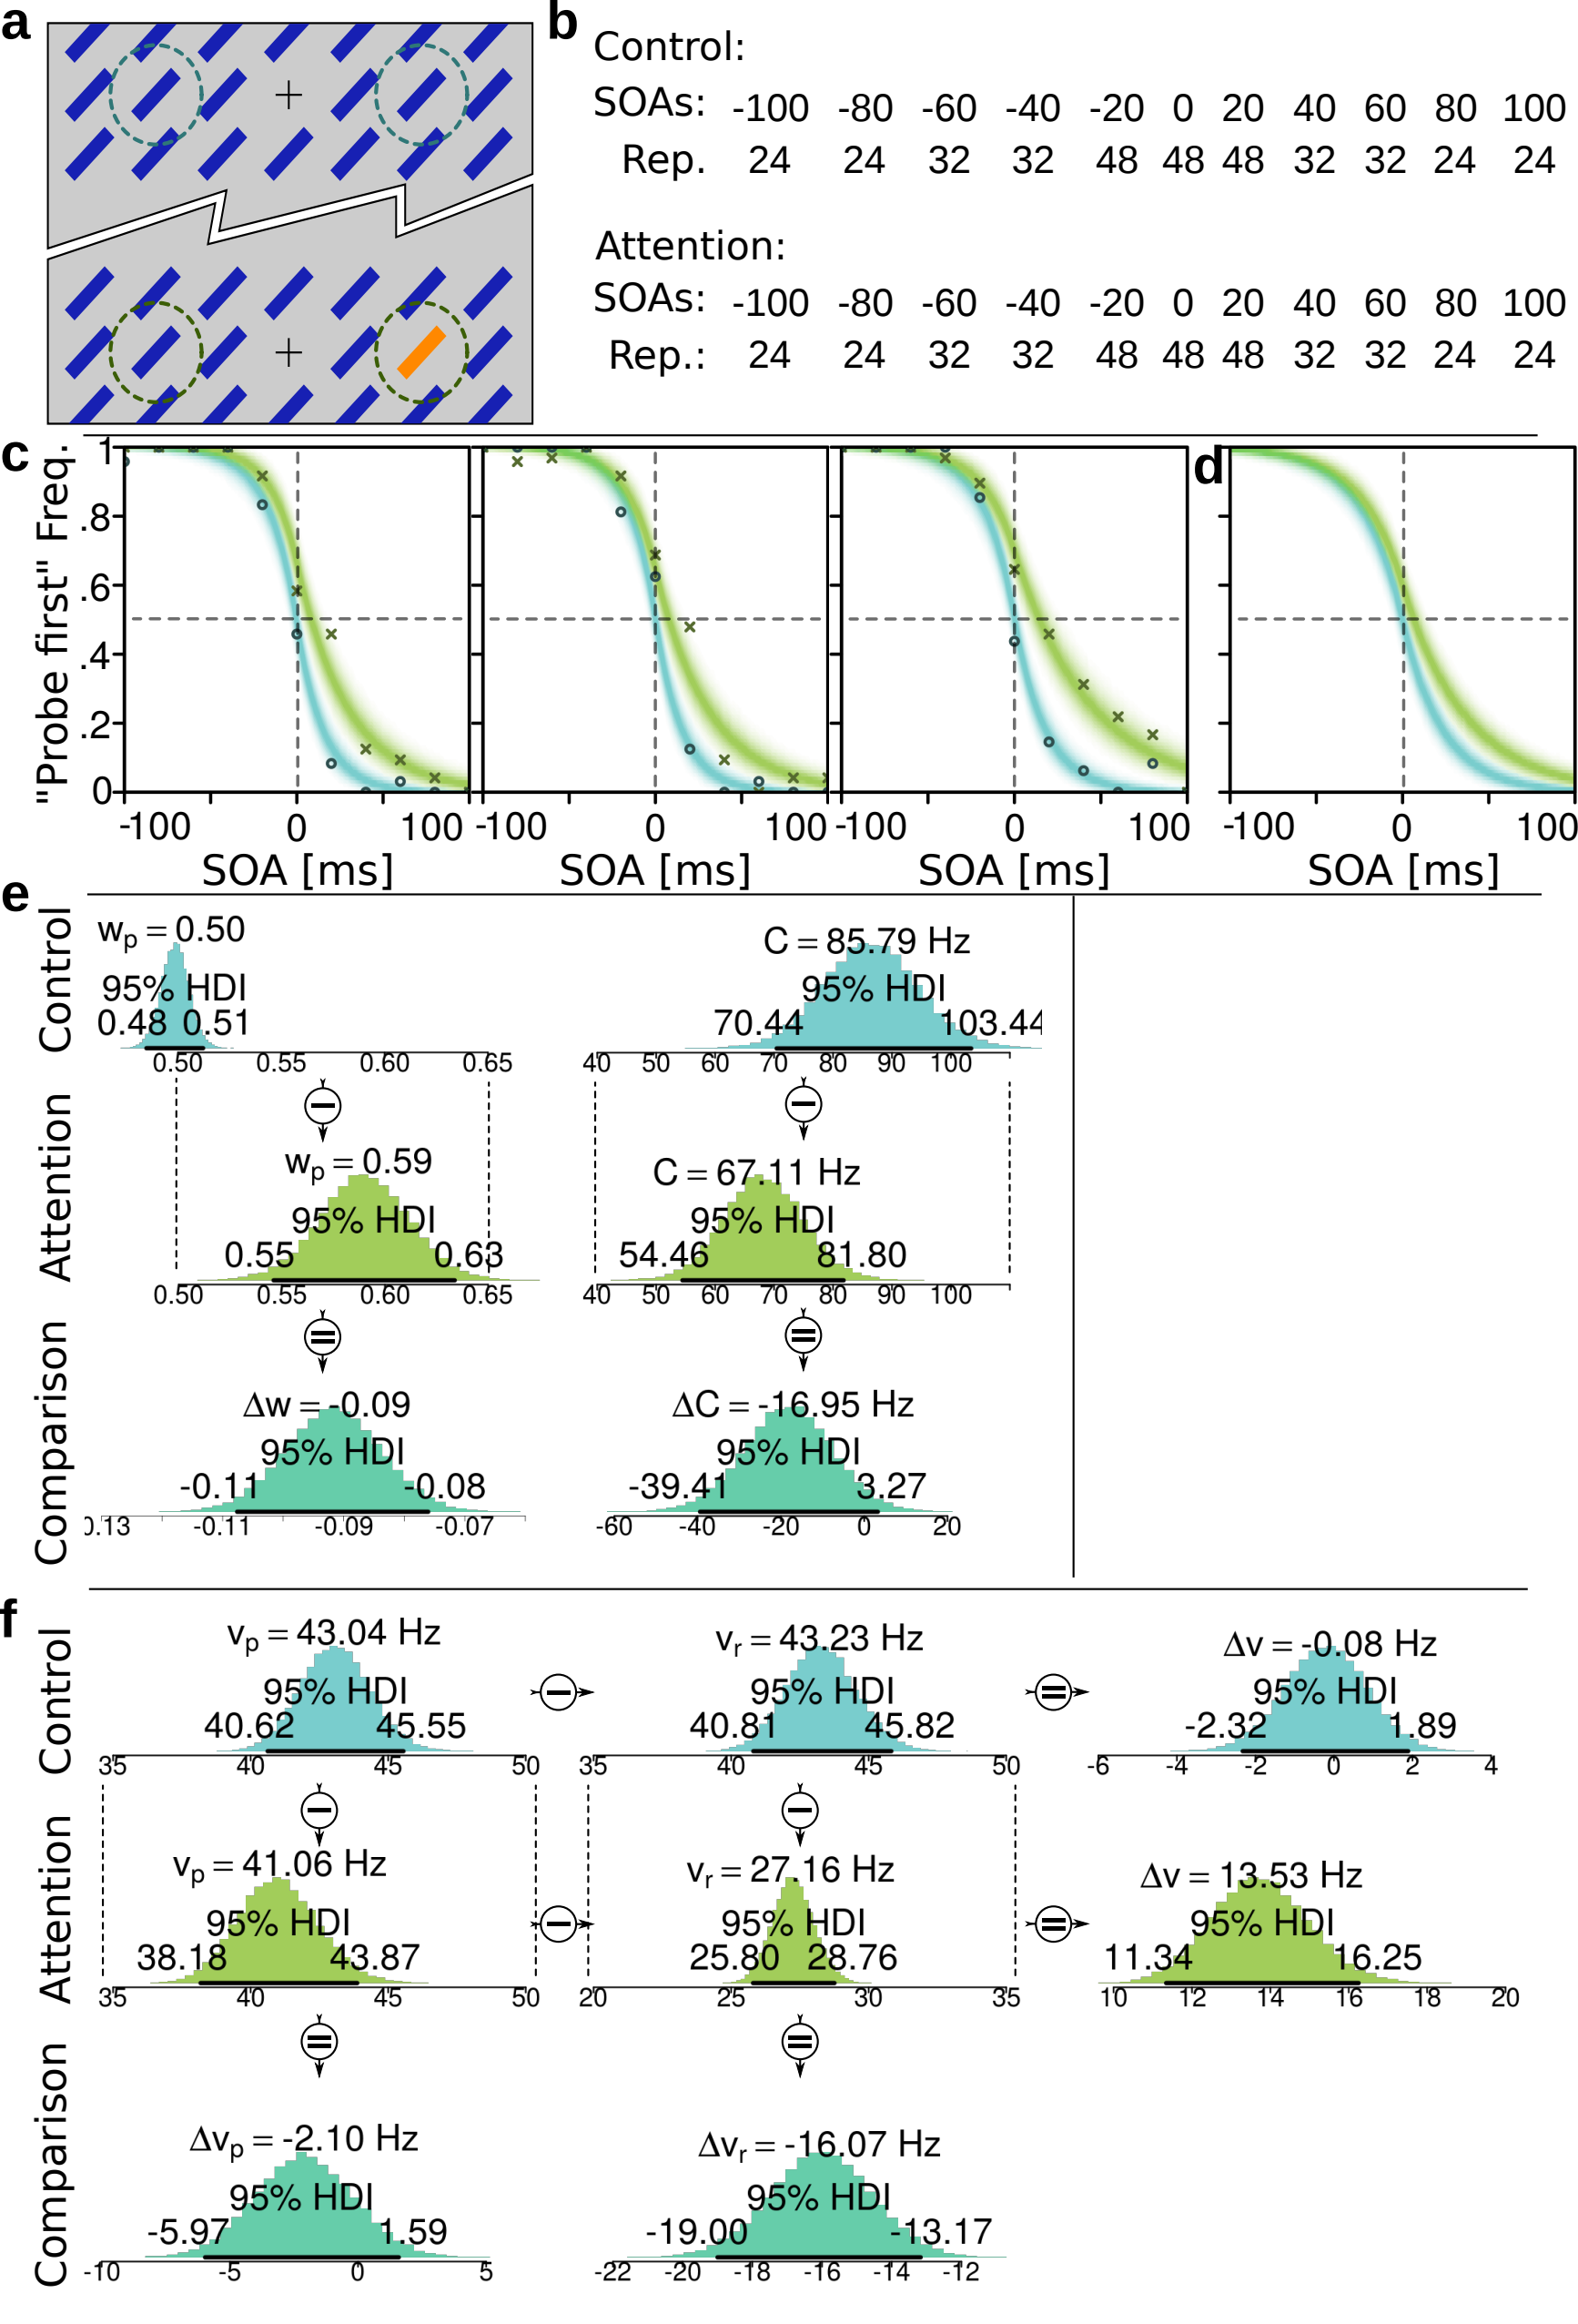 a
b
Control:
SOAs: -100 -80 -60 -40 -20 0 20 40 60 80 100
Rep. 24 24 32 32 48 48 48 32 32 24 24
Attention:
SOAs: -100 -80 -60 -40 -20 0 20 40 60 80 100
Rep.: 24 24 32 32 48 48 48 32 32 24 24
c
d
"Probe first" Freq.
1
.8
.6
.4
.2
0
-100 0 100 -100 0 100 -100 0 100 -100 0 100
SOA [ms] SOA [ms] SOA [ms] SOA [ms]
e
Control
wp = 0.50
95% HDI
0.48 0.51
0.50 0.55 0.60 0.65
C = 85.79 Hz
95% HDI
70.44 103.44
40 50 60 70 80 90 100
Attention
wp = 0.59
95% HDI
0.55 0.63
0.50 0.55 0.60 0.65
C = 67.11 Hz
95% HDI
54.46 81.80
40 50 60 70 80 90 100
Comparison
Δw = -0.09
95% HDI
-0.11 -0.08
0.13 -0.11 -0.09 -0.07
ΔC = -16.95 Hz
95% HDI
-39.41 3.27
-60 -40 -20 0 20
f
Control
vp = 43.04 Hz
95% HDI
40.62 45.55
35 40 45 50
vr = 43.23 Hz
95% HDI
40.81 45.82
35 40 45 50
Δv = -0.08 Hz
95% HDI
-2.32 1.89
-6 -4 -2 0 2 4
Attention
vp = 41.06 Hz
95% HDI
38.18 43.87
35 40 45 50
vr = 27.16 Hz
95% HDI
25.80 28.76
20 25 30 35
Δv = 13.53 Hz
95% HDI
11.34 16.25
10 12 14 16 18 20
Comparison
Δvp = -2.10 Hz
95% HDI
-5.97 1.59
-10 -5 0 5
Δvr = -16.07 Hz
95% HDI
-19.00 -13.17
-22 -20 -18 -16 -14 -12